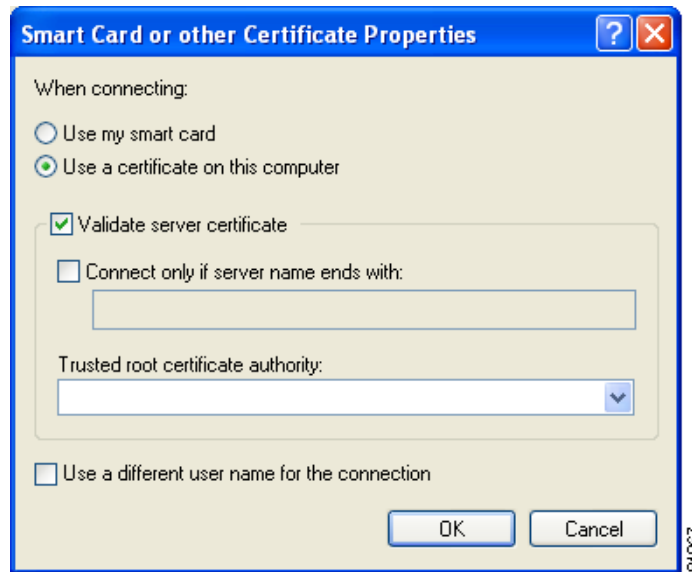 Smart Card or other Certificate Properties
When connecting:
Use my smart card
Use a certificate on this computer
Validate server certificate
Connect only if server name ends with:
Trusted root certificate authority:
Use a different user name for the connection
OK Cancel